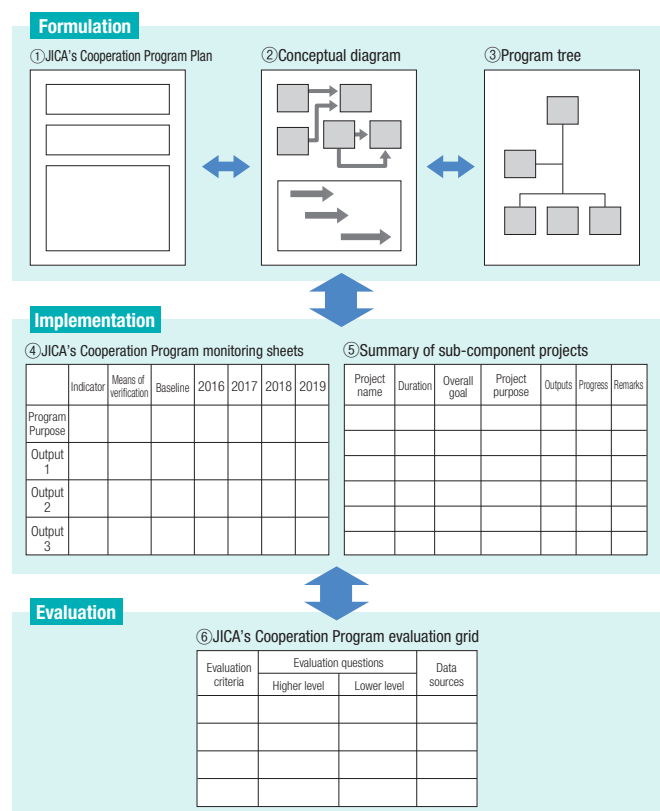 Formulation
①JICA's Cooperation Program Plan
②Conceptual diagram
③Program tree
Implementation
④JICA's Cooperation Program monitoring sheets
Indicator
Means of
verification
Baseline
2016
2017
2018
2019
Program
Purpose
Output
1
Output
2
Output
3
⑤Summary of sub-component projects
Project
name
Duration
Overall
goal
Project
purpose
Outputs
Progress
Remarks
Evaluation
⑥JICA's Cooperation Program evaluation grid
Evaluation
criteria
Evaluation questions
Higher level
Lower level
Data
sources